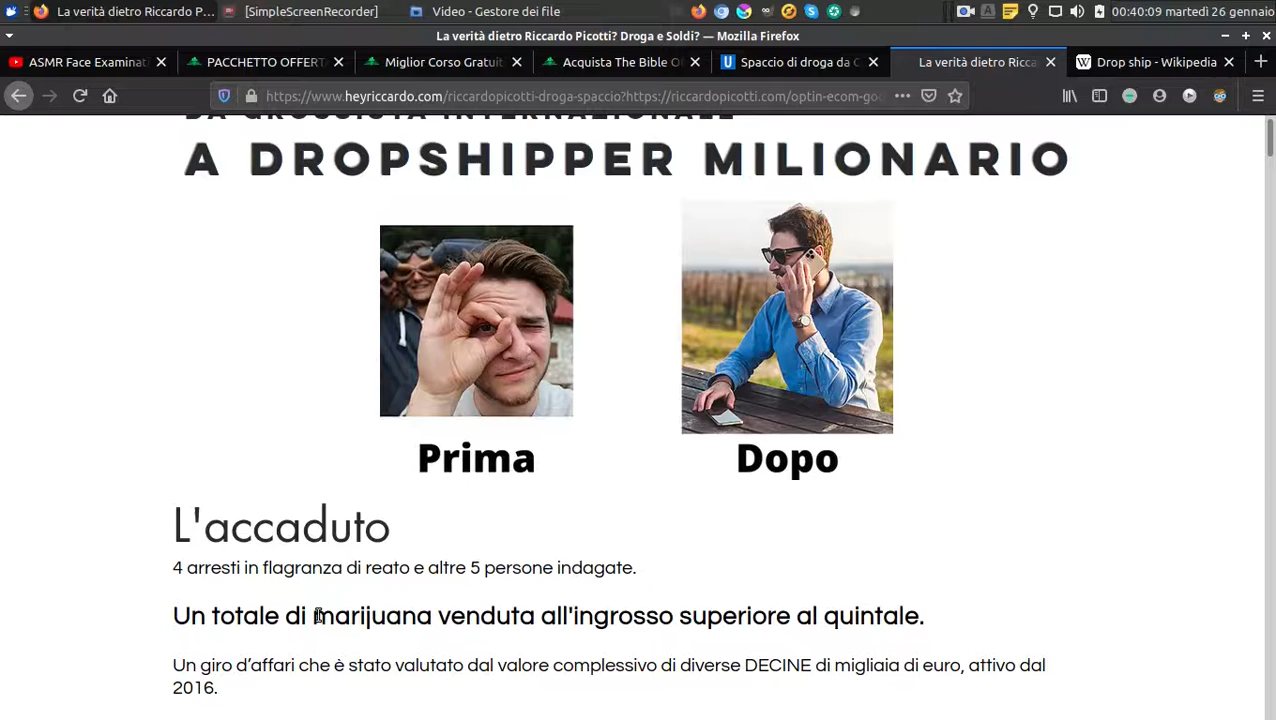 La verità dietro Riccardo P...
[SimpleScreenRecorder]
Video - Gestore dei file
00:40:09 martedì 26 gennaio
La verità dietro Riccardo Picotti? Droga e Soldi? — Mozilla Firefox
ASMR Face Examinat
PACCHETTO OFFERT
Miglior Corso Gratuit
Acquista The Bible O
Spaccio di droga da C
La verità dietro Ricca
Drop ship - Wikipedia
https://www.heyriccardo.com/riccardopicotti-droga-spaccio?https://riccardopicotti.com/optin-ecom-go
DA GROSSISTA INTERNAZIONALE
A DROPSHIPPER MILIONARIO
Prima
Dopo
L'accaduto
4 arresti in flagranza di reato e altre 5 persone indagate.
Un totale di marijuana venduta all'ingrosso superiore al quintale.
Un giro d’affari che è stato valutato dal valore complessivo di diverse DECINE di migliaia di euro, attivo dal
2016.